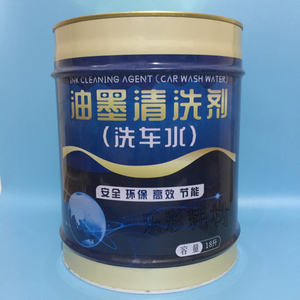 INK CLEANING AGENT (CAR WASH WATER)
油墨清洗剂
(洗车水)
安全 环保 高效 节能
容量 18升